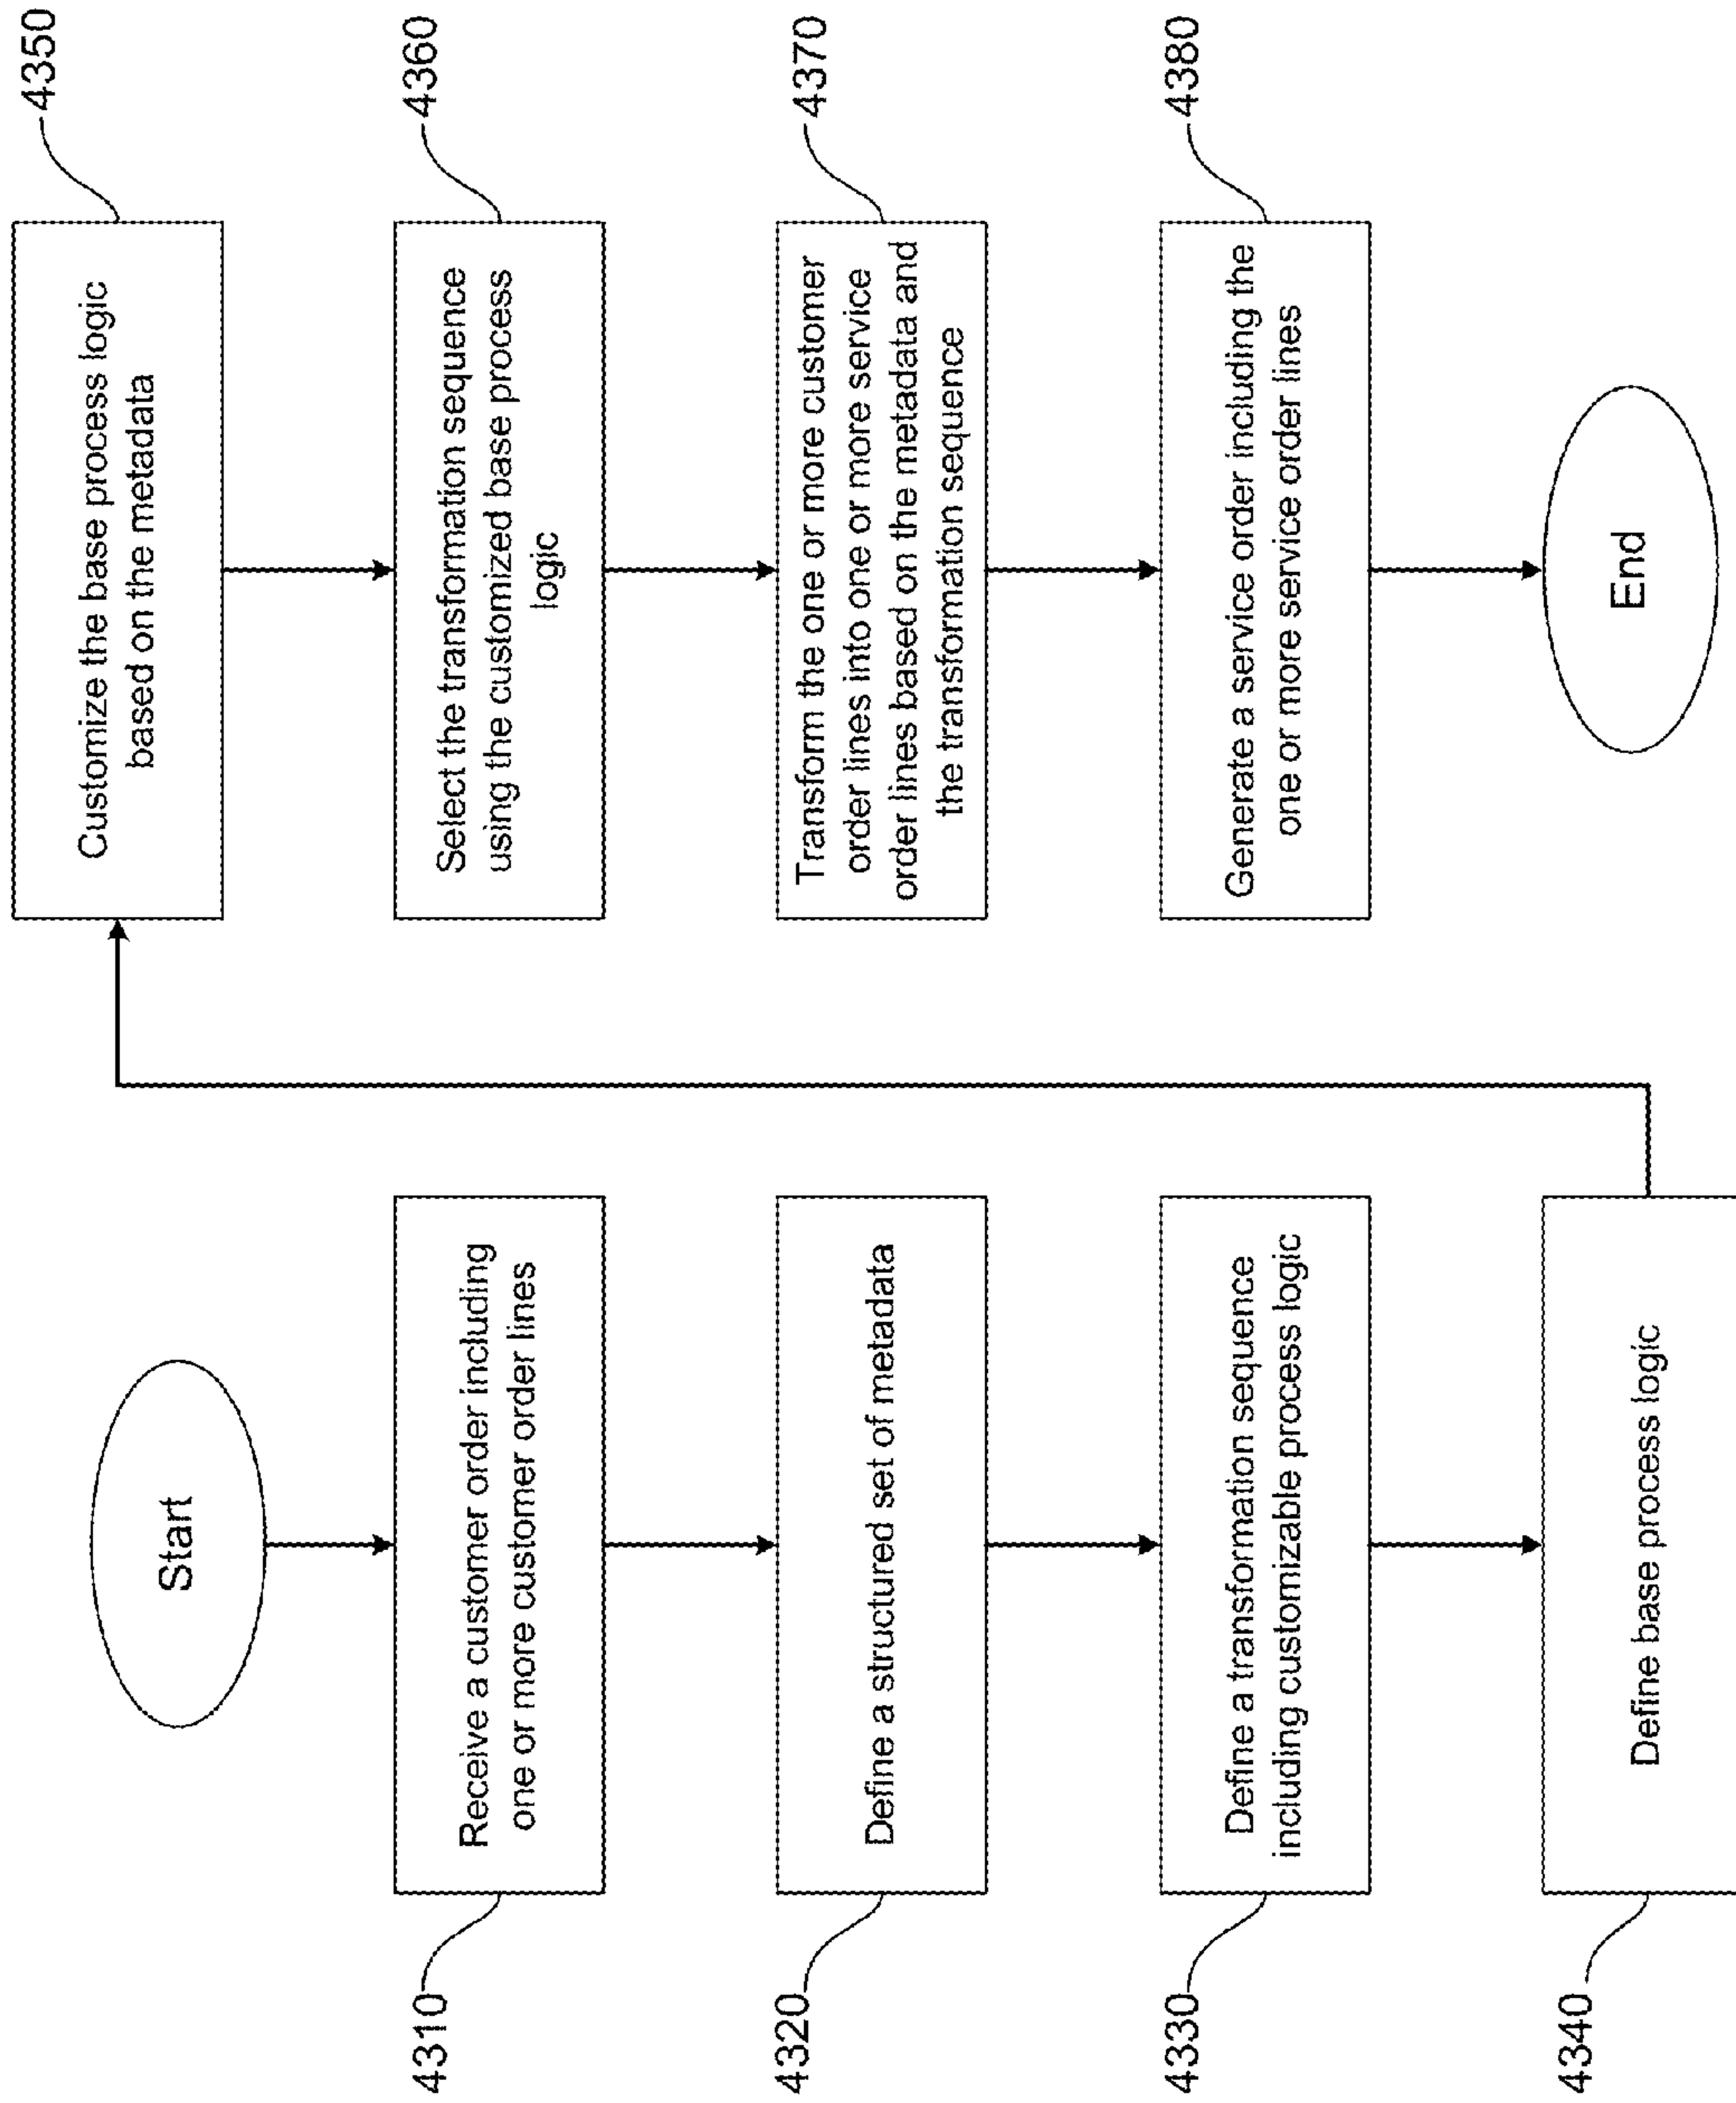 Start
4310
Receive a customer order including
one or more customer order lines
4320
Define a structured set of metadata
4330
Define a transformation sequence
including customizable process logic
4340
Define base process logic
4350
Customize the base process logic
based on the metadata
4360
Select the transformation sequence
using the customized base process
logic
4370
Transform the one or more customer
order lines into one or more service
order lines based on the metadata and
the transformation sequence
4380
Generate a service order including the
one or more service order lines
End